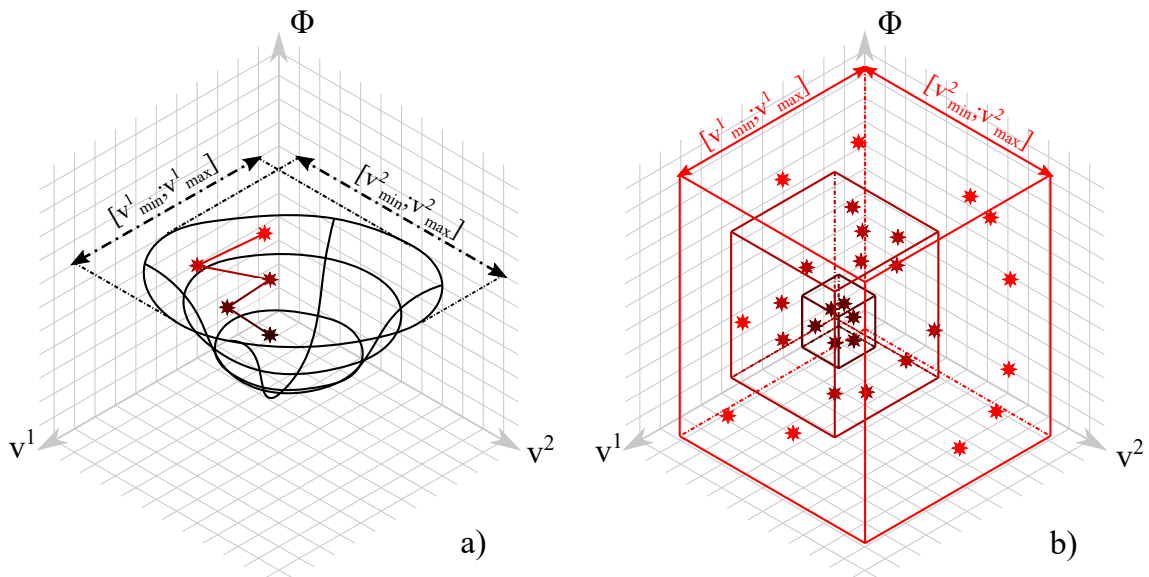 Φ
[v¹min;v¹max]
[v²min;v²max]
v¹
v²
a)
Φ
[v¹min;v¹max]
[v²min;v²max]
v¹
v²
b)